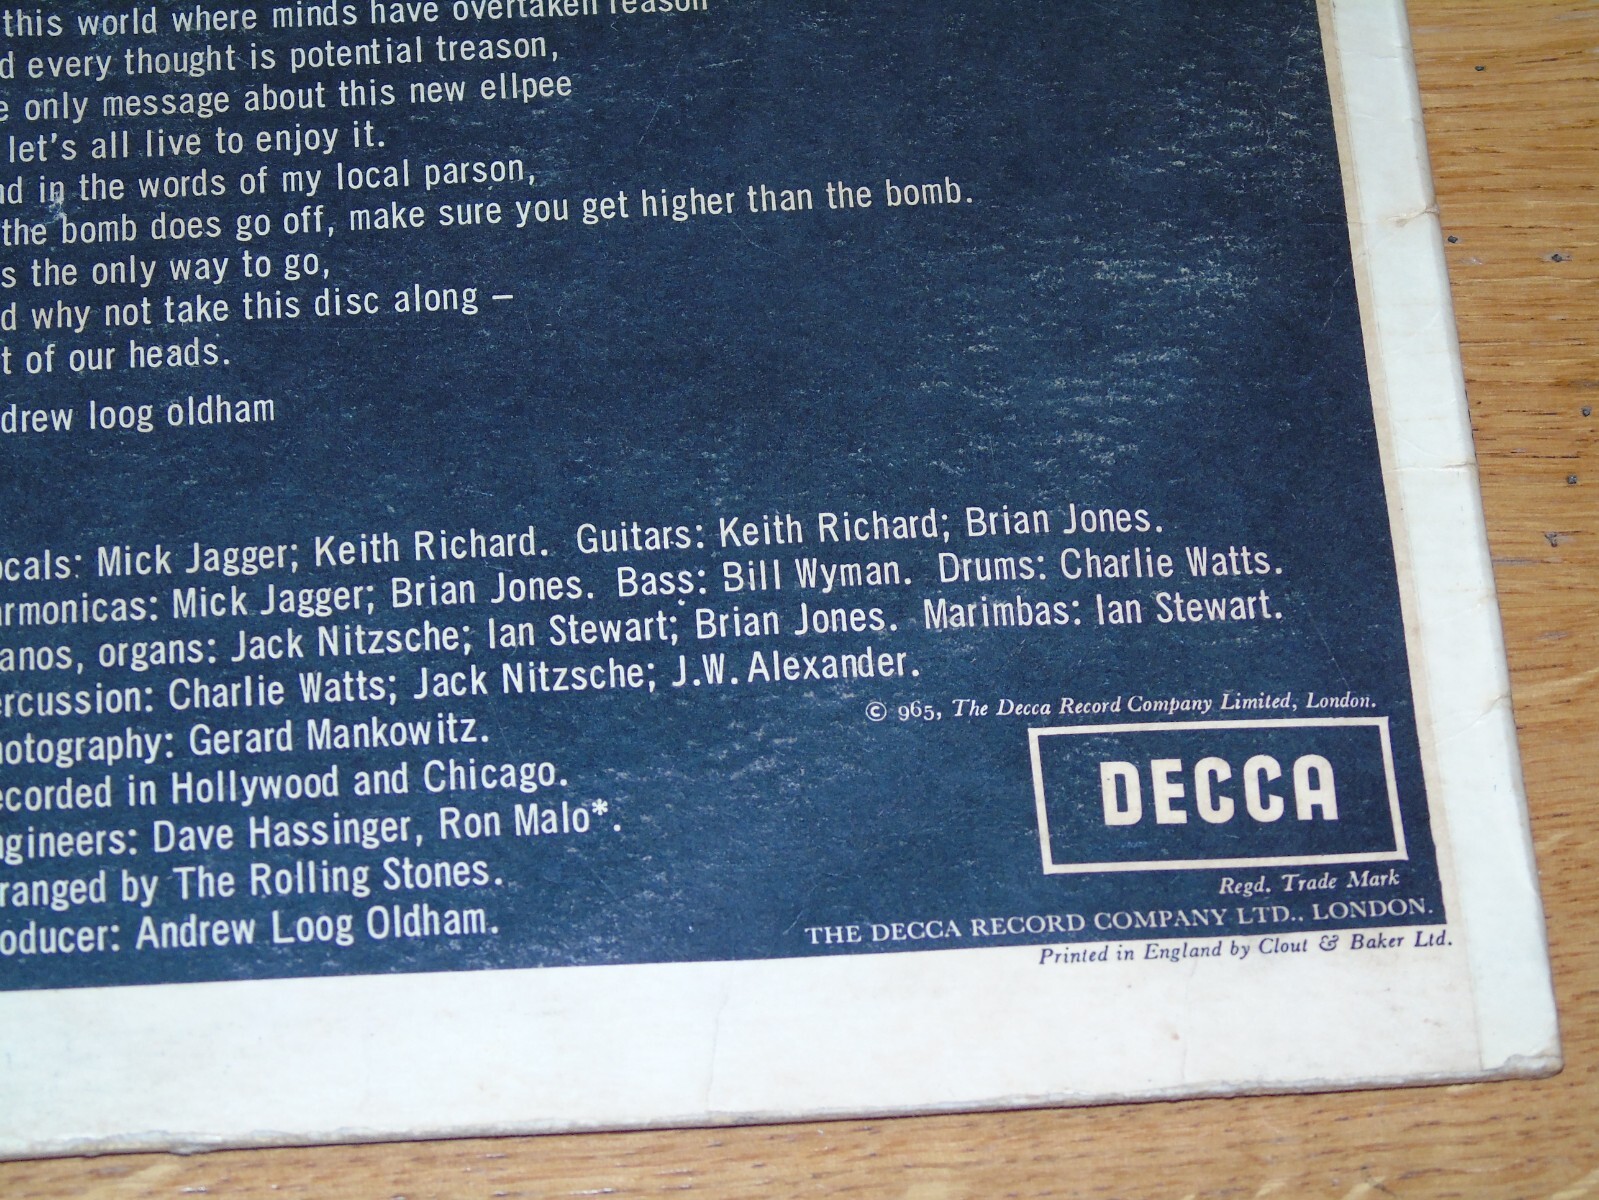 this world where minds have overtaken reason
d every thought is potential treason,
e only message about this new ellpee
let's all live to enjoy it.
nd in the words of my local parson,
the bomb does go off, make sure you get higher than the bomb.
s the only way to go,
d why not take this disc along –
t of our heads.
drew loog oldham
ocals: Mick Jagger; Keith Richard. Guitars: Keith Richard; Brian Jones.
armonicas: Mick Jagger; Brian Jones. Bass: Bill Wyman. Drums: Charlie Watts.
anos, organs: Jack Nitzsche; Ian Stewart; Brian Jones. Marimbas: Ian Stewart.
ercussion: Charlie Watts; Jack Nitzsche; J.W. Alexander.
hotography: Gerard Mankowitz.
ecorded in Hollywood and Chicago.
ngineers: Dave Hassinger, Ron Malo*.
rranged by The Rolling Stones.
oducer: Andrew Loog Oldham.
© 965, The Decca Record Company Limited, London.
DECCA
Regd. Trade Mark
THE DECCA RECORD COMPANY LTD., LONDON.
Printed in England by Clout & Baker Ltd.